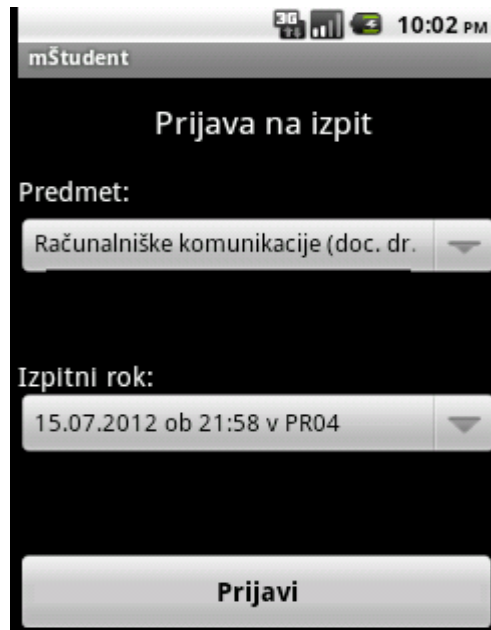 3G 10:02 PM
mŠtudent
Prijava na izpit
Predmet:
Računalniške komunikacije (doc. dr.
Izpitni rok:
15.07.2012 ob 21:58 v PR04
Prijavi